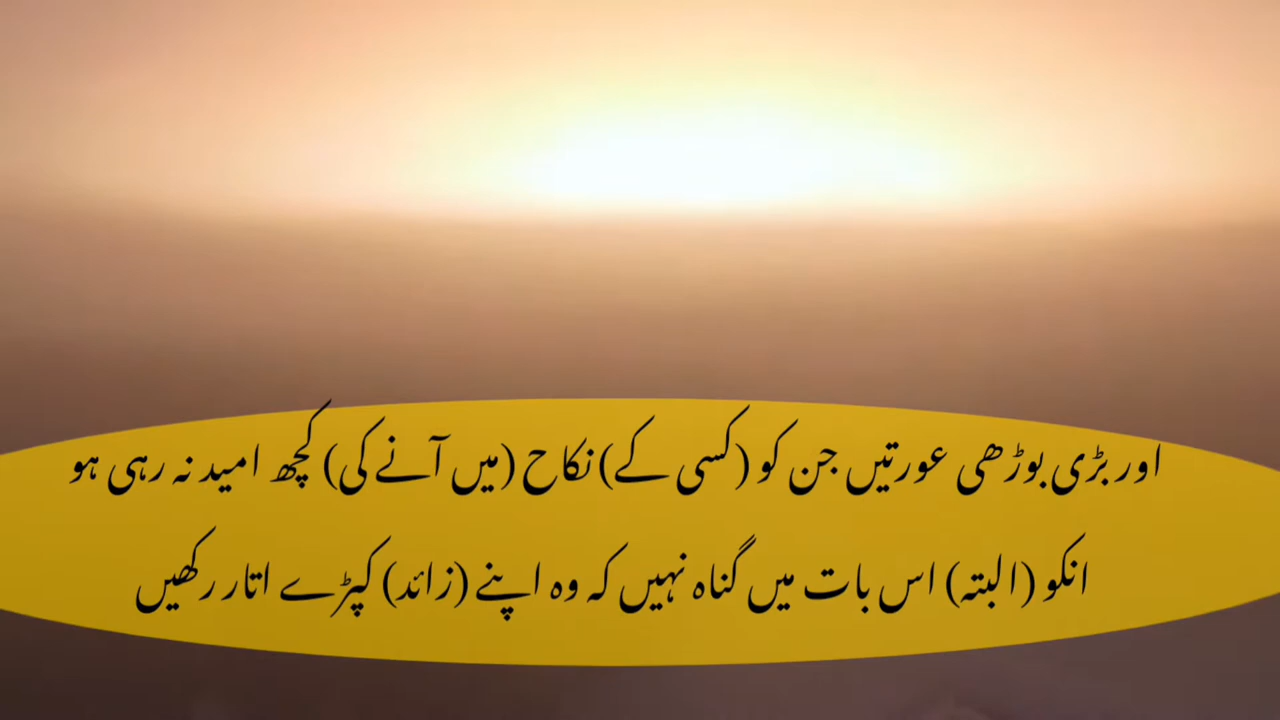 اور بڑی بوڑھی عورتیں جن کو (کسی کے) نکاح (میں آنے کی) کچھ امید نہ رہی ہو
انکو (البتہ) اس بات میں گناہ نہیں کہ وہ اپنے (زائد) کپڑے اتار رکھیں